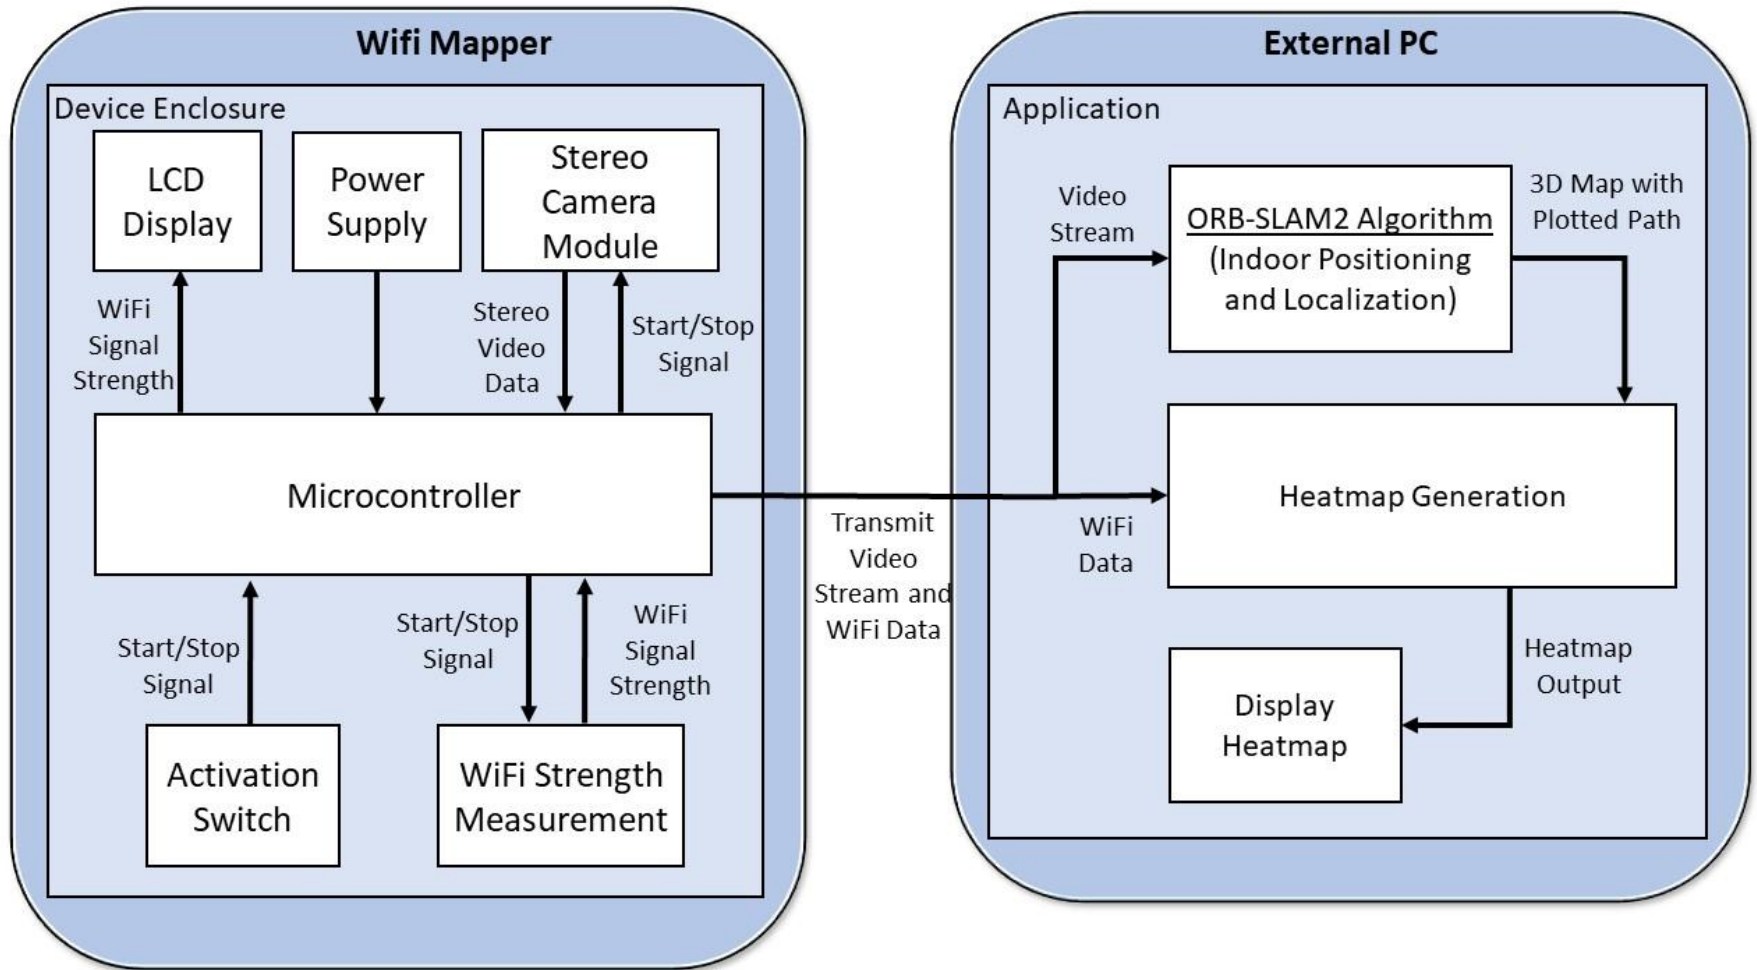 Wifi Mapper
Device Enclosure
LCD
Display
Power
Supply
Stereo
Camera
Module
WiFi
Signal
Strength
Stereo
Video
Data
Start/Stop
Signal
Microcontroller
Start/Stop
Signal
Start/Stop
Signal
WiFi
Signal
Strength
Activation
Switch
WiFi Strength
Measurement
Transmit
Video
Stream and
WiFi Data
External PC
Application
Video
Stream
ORB-SLAM2 Algorithm
(Indoor Positioning
and Localization)
3D Map with
Plotted Path
WiFi
Data
Heatmap Generation
Heatmap
Output
Display
Heatmap